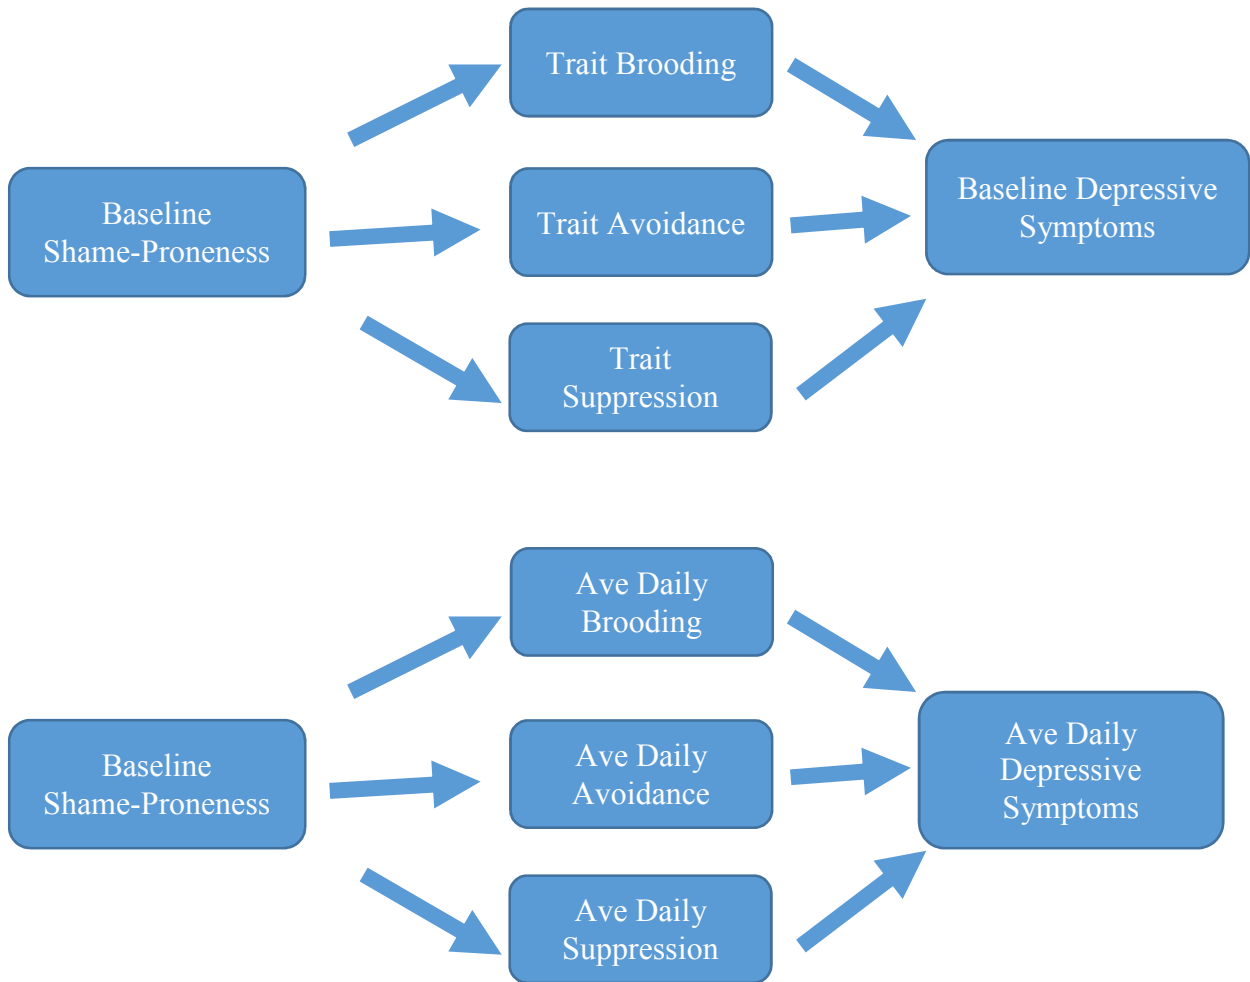 Trait Brooding
Baseline
Shame-Proneness
Trait Avoidance
Baseline Depressive
Symptoms
Trait
Suppression
Ave Daily
Brooding
Baseline
Shame-Proneness
Ave Daily
Avoidance
Ave Daily
Depressive
Symptoms
Ave Daily
Suppression